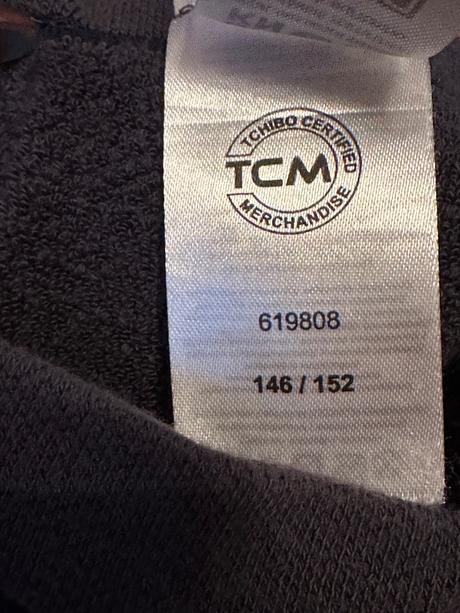 TCHIBO CERTIFIED
TCM
MERCHANDISE
619808
146 / 152